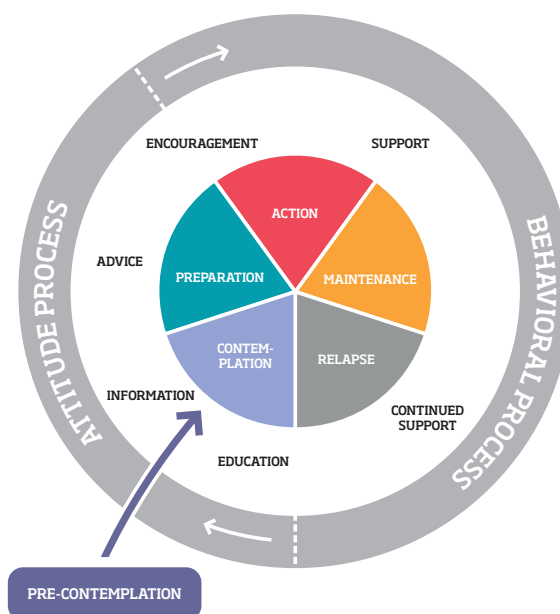 ENCOURAGEMENT
SUPPORT
ACTION
ATTITUDE PROCESS
BEHAVIORAL PROCESS
ADVICE
PREPARATION
MAINTENANCE
CONTEM-
PLATION
RELAPSE
INFORMATION
CONTINUED
SUPPORT
EDUCATION
PRE-CONTEMPLATION